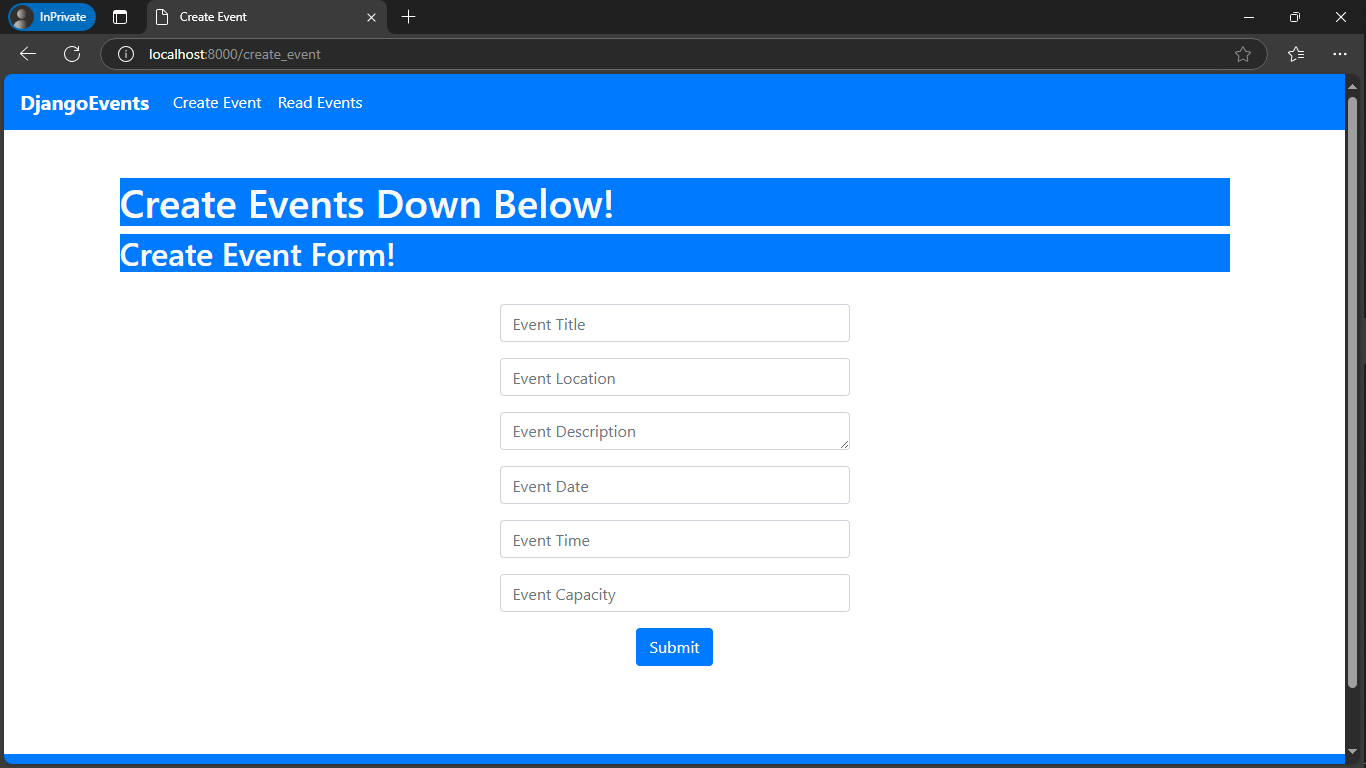 InPrivate
Create Event
localhost:8000/create_event
DjangoEvents Create Event Read Events
Create Events Down Below!
Create Event Form!
Event Title
Event Location
Event Description
Event Date
Event Time
Event Capacity
Submit